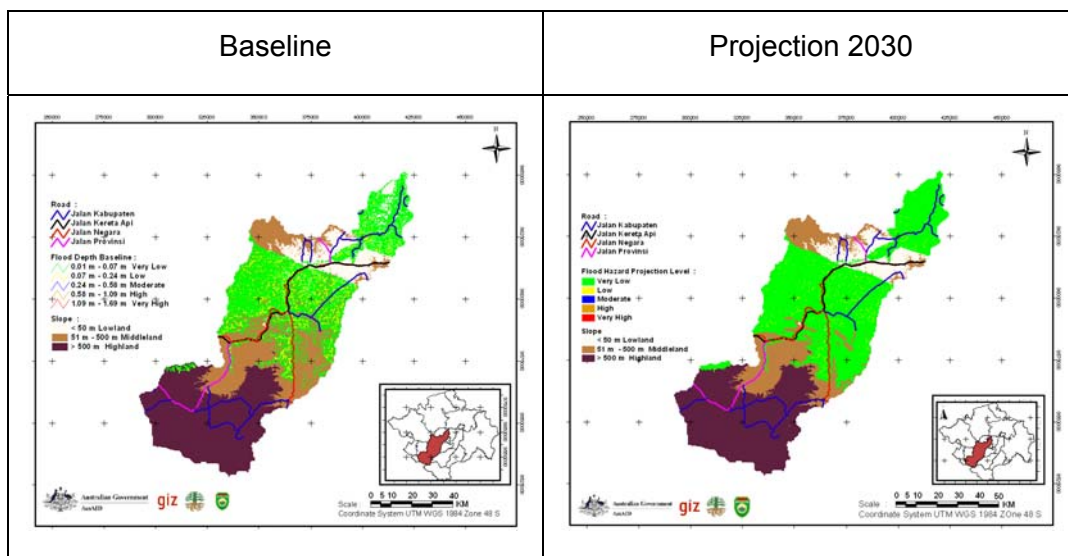 Baseline
Projection 2030
N
Road :
Jalan Kabupaten
Jalan Kereta Api
Jalan Negara
Jalan Provinsi
Flood Depth Baseline :
0.01 m - 0.07 m Very Low
0.07 m - 0.24 m Low
0.24 m - 0.58 m Moderate
0.58 m - 1.09 m High
1.09 m - 1.69 m Very High
Slope :
< 50 m Lowland
51 m - 500 m Middleland
> 500 m Highland
Australian Government
AusAID
giz
Scale :
0 5 10 20 30 40
KM
Coordinate System UTM WGS 1984 Zone 48 S
Road :
Jalan Kabupaten
Jalan Kereta Api
Jalan Negara
Jalan Provinsi
Flood Hazard Projection Level :
Very Low
Low
Moderate
High
Very High
Slope
< 50 m Lowland
51 m - 500 m Middleland
> 500 m Highland
Australian Government
AusAID
giz
Scale :
0 5 10 20 30 40 50
KM
Coordinate System UTM WGS 1984 ZOne 48 S